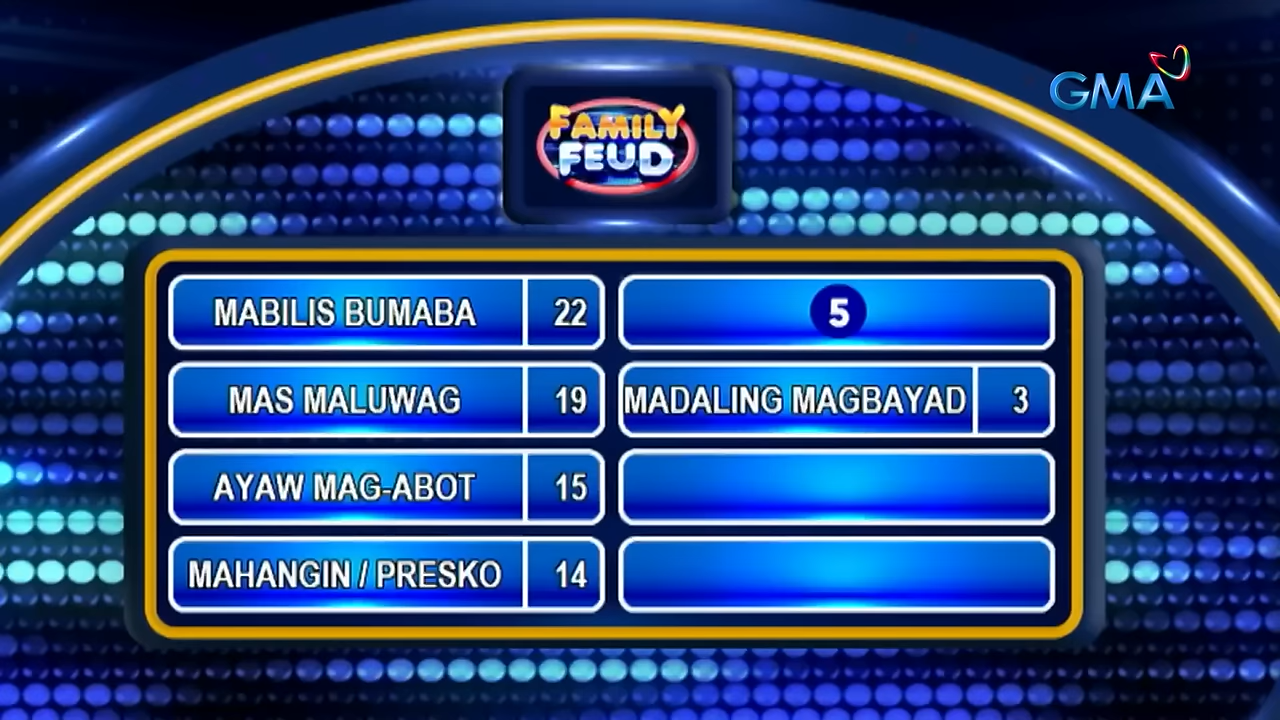 GMA
FAMILY
FEUD
MABILIS BUMABA 22
5
MAS MALUWAG 19
MADALING MAGBAYAD 3
AYAW MAG-ABOT 15
MAHANGIN / PRESKO 14